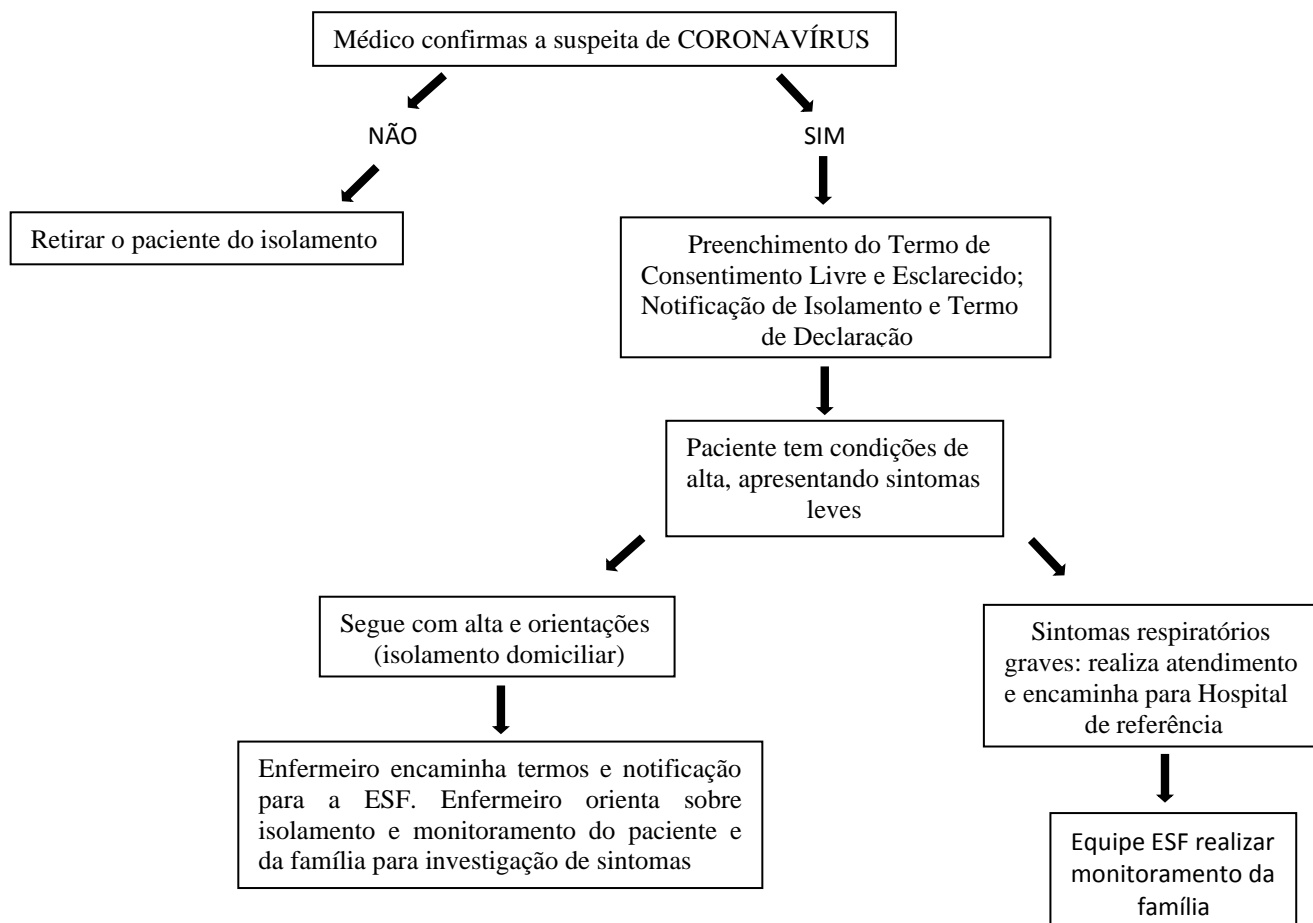 Médico confirmas a suspeita de CORONAVÍRUS
NÃO
SIM
Retirar o paciente do isolamento
Preenchimento do Termo de
Consentimento Livre e Esclarecido;
Notificação de Isolamento e Termo
de Declaração
Paciente tem condições de
alta, apresentando sintomas
leves
Segue com alta e orientações
(isolamento domiciliar)
Sintomas respiratórios
graves: realiza atendimento
e encaminha para Hospital
de referência
Enfermeiro encaminha termos e notificação
para a ESF. Enfermeiro orienta sobre
isolamento e monitoramento do paciente e
da família para investigação de sintomas
Equipe ESF realizar
monitoramento da
família